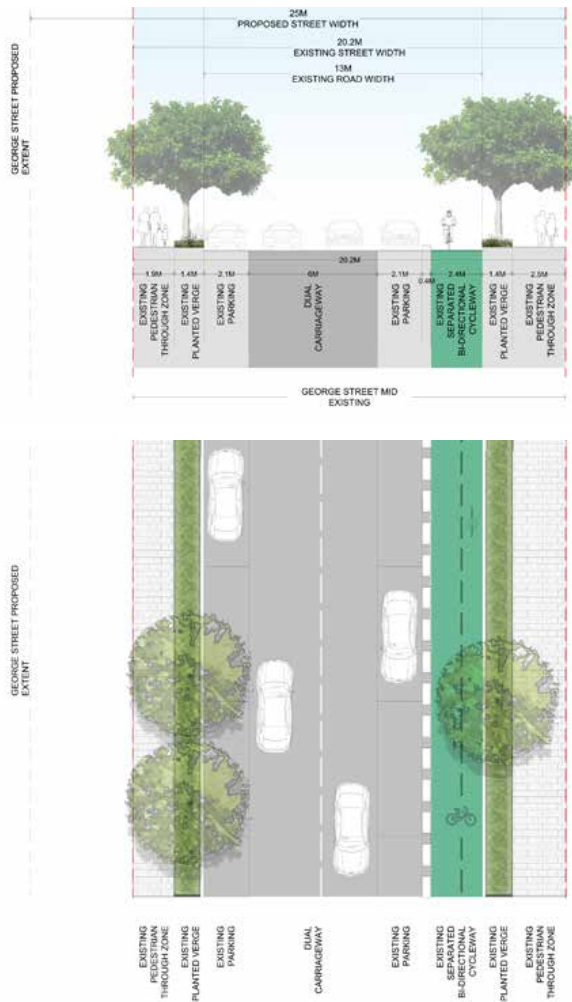 25M
PROPOSED STREET WIDTH
20.2M
EXISTING STREET WIDTH
13M
EXISTING ROAD WIDTH
GEORGE STREET PROPOSED
EXTENT
20.2M
1.9M
1.4M
2.1M
6M
2.1M
0.4M
2.4M
1.4M
2.5M
EXISTING
PEDESTRIAN
THROUGH ZONE
EXISTING
PLANTED VERGE
EXISTING
PARKING
DUAL
CARRIAGEWAY
EXISTING
PARKING
EXISTING
SEPARATED
BI-DIRECTIONAL
CYCLEWAY
EXISTING
PLANTED VERGE
EXISTING
PEDESTRIAN
THROUGH ZONE
GEORGE STREET MID
EXISTING
GEORGE STREET PROPOSED
EXTENT
EXISTING
PEDESTRIAN
THROUGH ZONE
EXISTING
PLANTED VERGE
EXISTING
PARKING
DUAL
CARRIAGEWAY
EXISTING
PARKING
EXISTING
SEPARATED
BI-DIRECTIONAL
CYCLEWAY
EXISTING
PLANTED VERGE
EXISTING
PEDESTRIAN
THROUGH ZONE